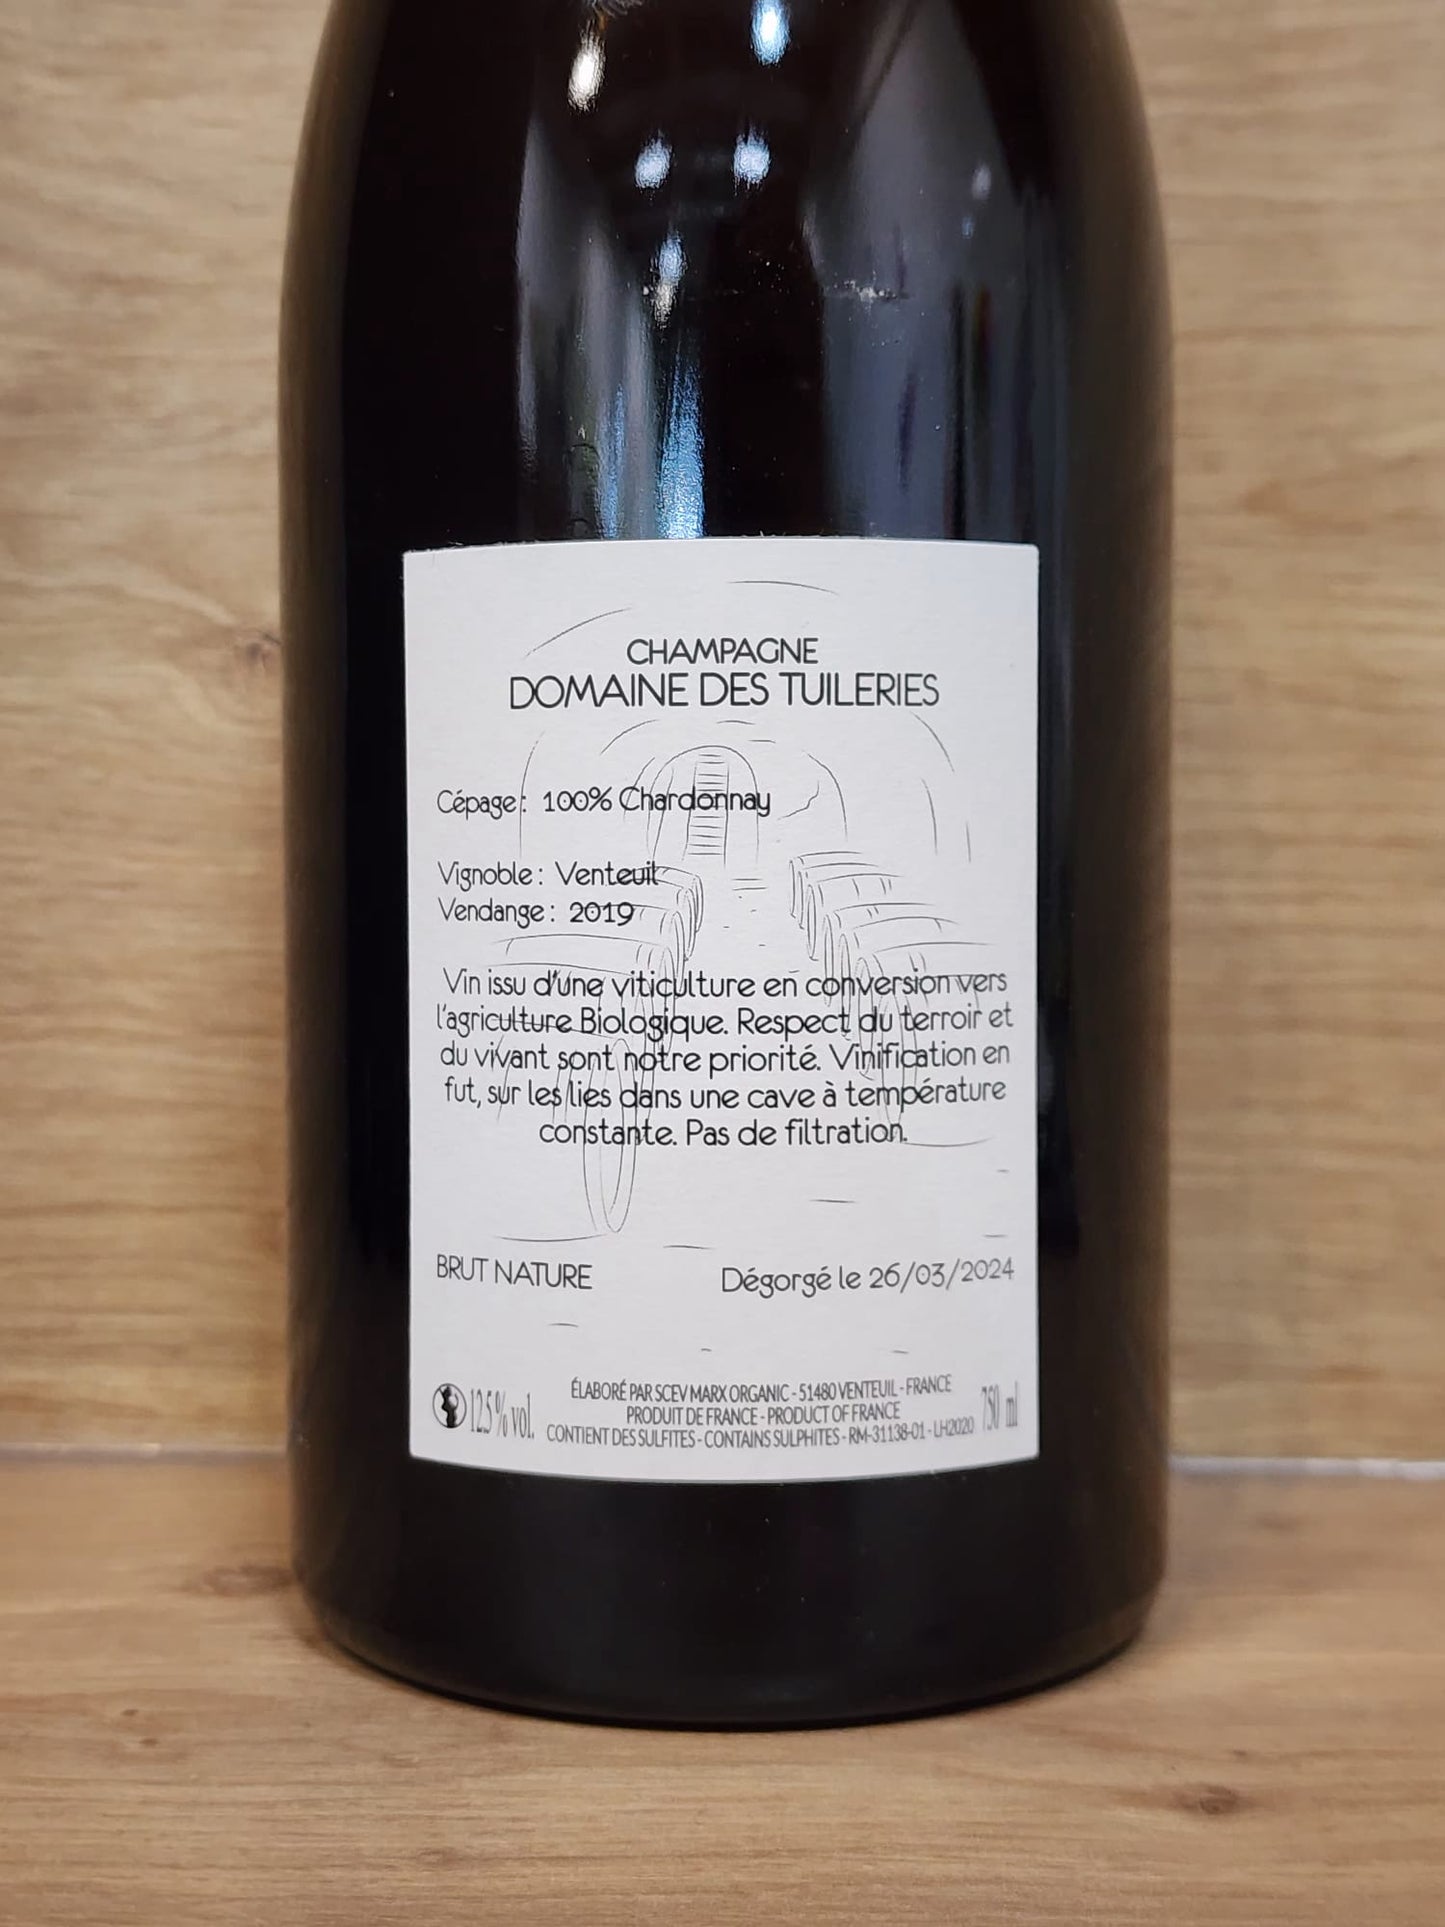 CHAMPAGNE
DOMAINE DES TUILERIES
Cépage : 100% Chardonnay
Vignoble : Venteuil
Vendange : 2019
Vin issu d'une viticulture en conversion vers
l'agriculture Biologique. Respect du terroir et
du vivant sont notre priorité. Vinification en
fut, sur les lies dans une cave à température
constante. Pas de filtration.
BRUT NATURE Dégorgé le 26/03/2024
ÉLABORÉ PAR SCEV MARX ORGANIC - 51480 VENTEUIL - FRANCE
12.5% vol. PRODUIT DE FRANCE - PRODUCT OF FRANCE 750 ml
CONTIENT DES SULFITES - CONTAINS SULPHITES - RM-31138-01 - LH2020